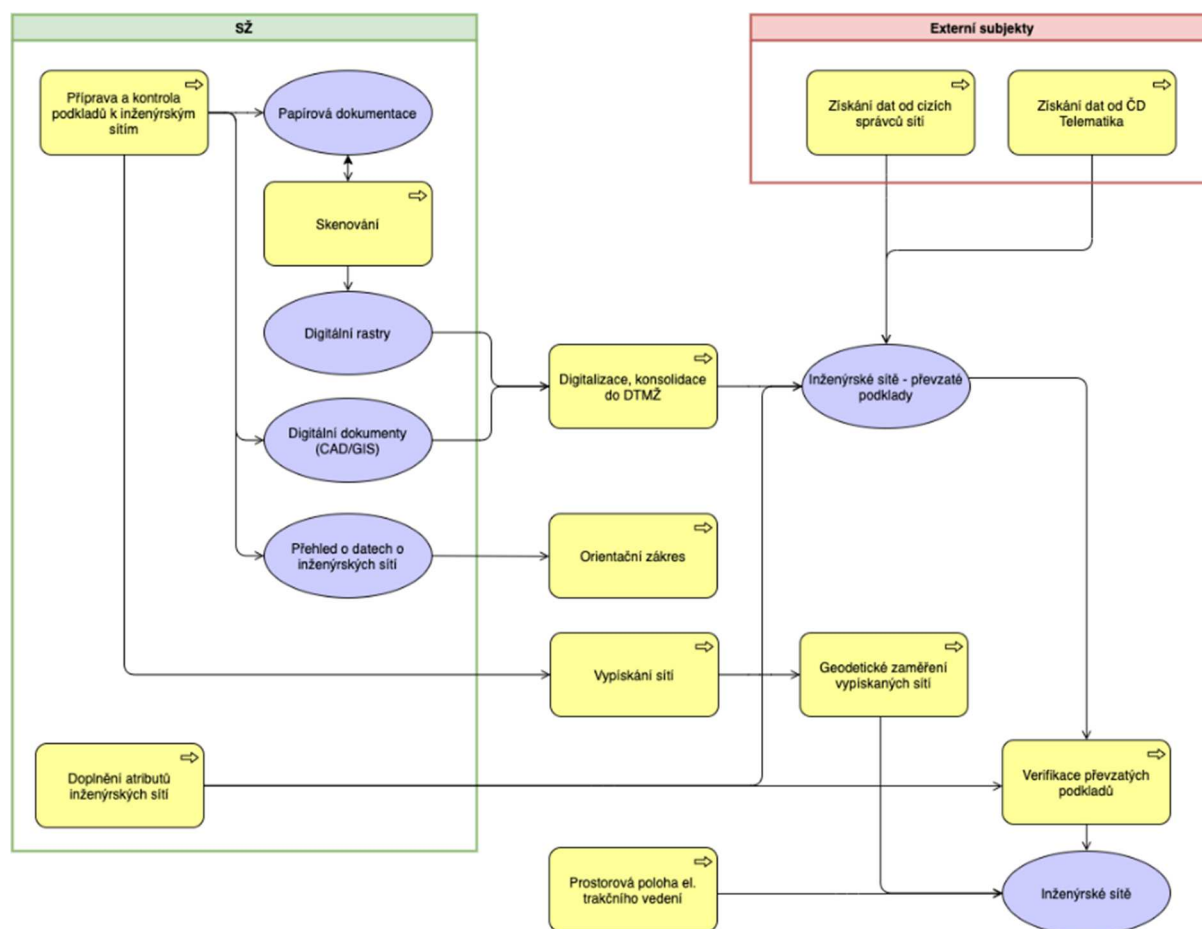 SŽ
Externí subjekty
Příprava a kontrola
podkladů k inženýrským
sítím
Papírová dokumentace
Získání dat od cizích
správců sítí
Získání dat od ČD
Telematika
Skenování
Digitální rastry
Digitalizace, konsolidace
do DTMŽ
Inženýrské sítě - převzaté
podklady
Digitální dokumenty
(CAD/GIS)
Přehled o datech o
inženýrských sítí
Orientační zákres
Vypískání sítí
Geodetické zaměření
vypískaných sítí
Doplnění atributů
inženýrských sítí
Verifikace převzatých
podkladů
Prostorová poloha el.
trakčního vedení
Inženýrské sítě